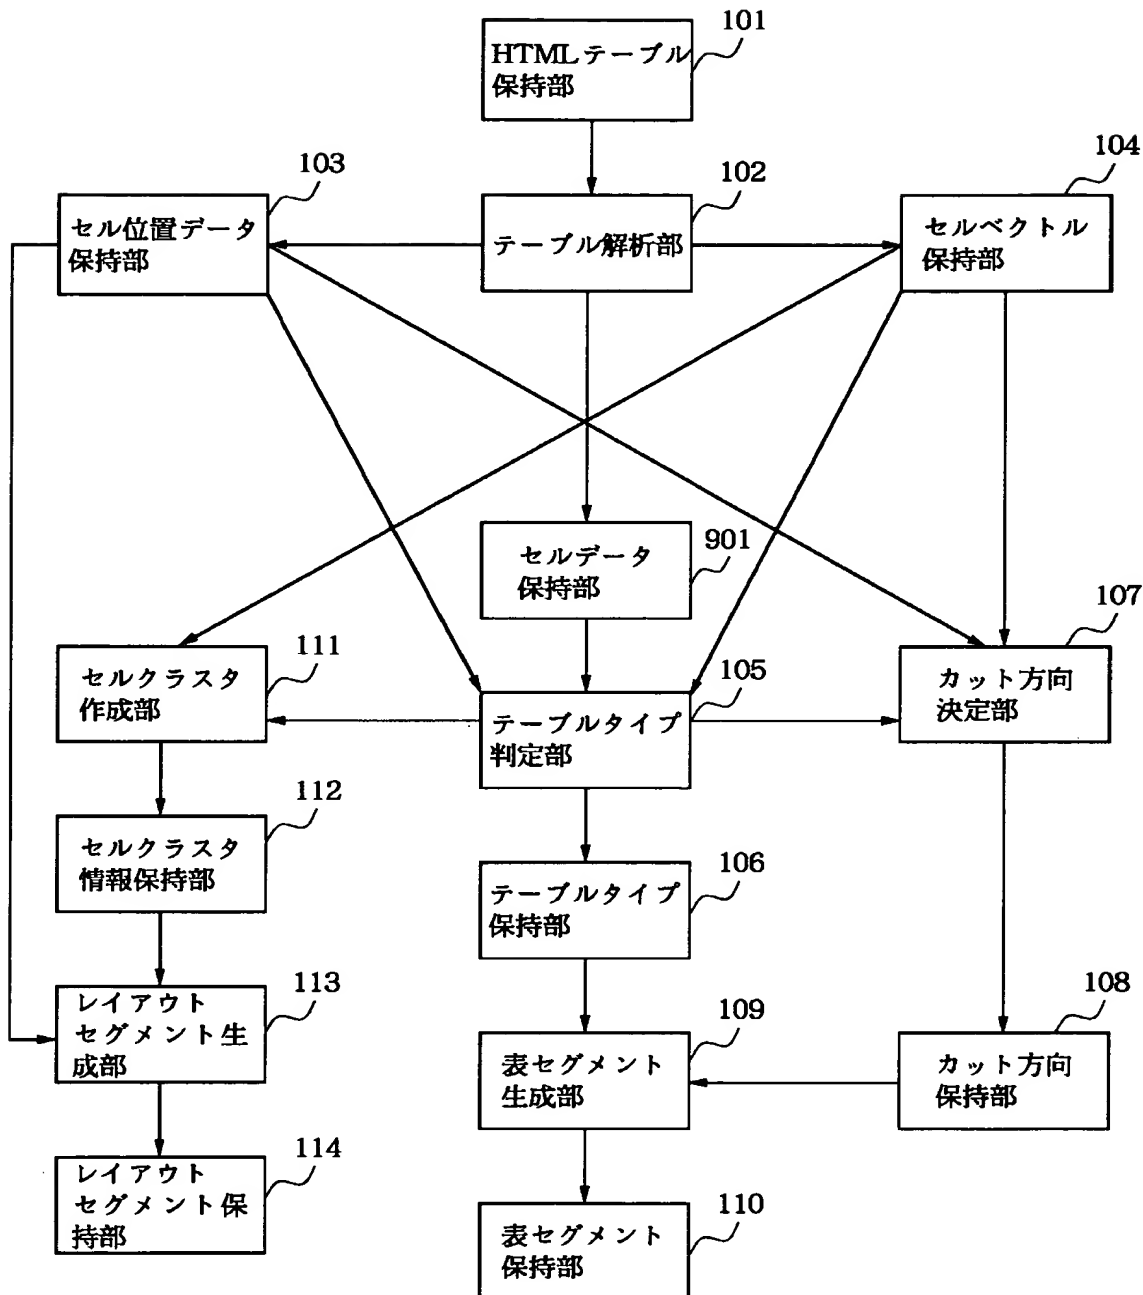 101
HTMLテーブル
保持部
103
102
104
セル位置データ
保持部
テーブル解析部
セルベクトル
保持部
901
セルデータ
保持部
111
105
107
セルクラスタ
作成部
テーブルタイプ
判定部
カット方向
決定部
112
セルクラスタ
情報保持部
106
テーブルタイプ
保持部
113
レイアウト
セグメント生
成部
109
108
表セグメント
生成部
カット方向
保持部
114
レイアウト
セグメント保
持部
110
表セグメント
保持部